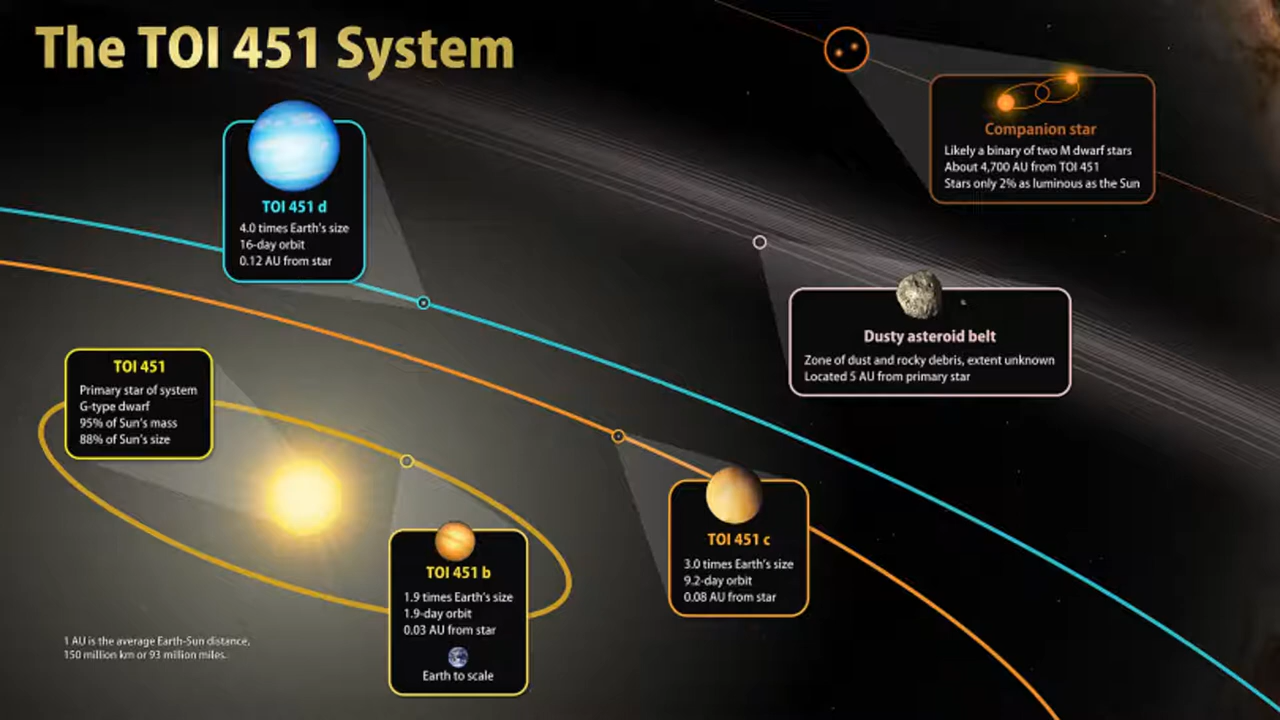 The TOI 451 System
Companion star
Likely a binary of two M dwarf stars
About 4,700 AU from TOI 451
Stars only 2% as luminous as the Sun
TOI 451 d
4.0 times Earth's size
16-day orbit
0.12 AU from star
Dusty asteroid belt
Zone of dust and rocky debris, extent unknown
Located 5 AU from primary star
TOI 451
Primary star of system
G-type dwarf
95% of Sun's mass
88% of Sun's size
TOI 451 c
3.0 times Earth's size
9.2-day orbit
0.08 AU from star
TOI 451 b
1.9 times Earth's size
1.9-day orbit
0.03 AU from star
Earth to scale
1 AU is the average Earth-Sun distance,
150 million km or 93 million miles.